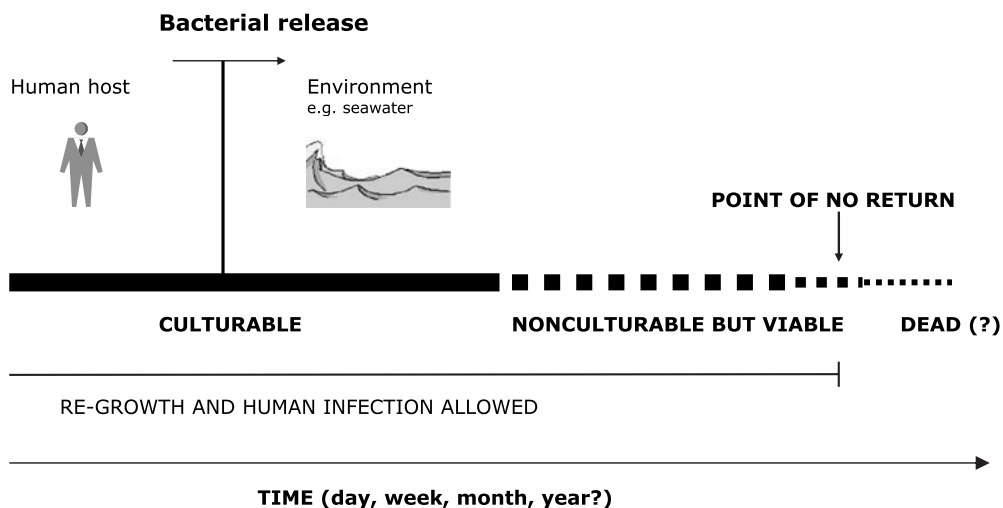 Bacterial release
Human host
Environment
e.g. seawater
POINT OF NO RETURN
CULTURABLE
NONCULTURABLE BUT VIABLE
DEAD (?)
RE-GROWTH AND HUMAN INFECTION ALLOWED
TIME (day, week, month, year?)